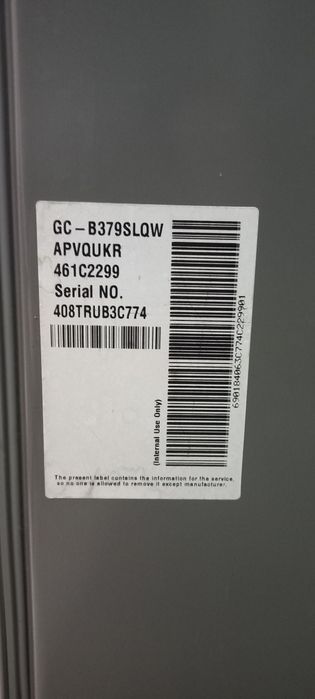 GC-B379SLQW
APVQUKR
461C2299
Serial NO.
408TRUB3C774
(Internal Use Only)
690184063C774C229901
The present label contains the information for the service,
so no one is allowed to remove it except manufacturer.